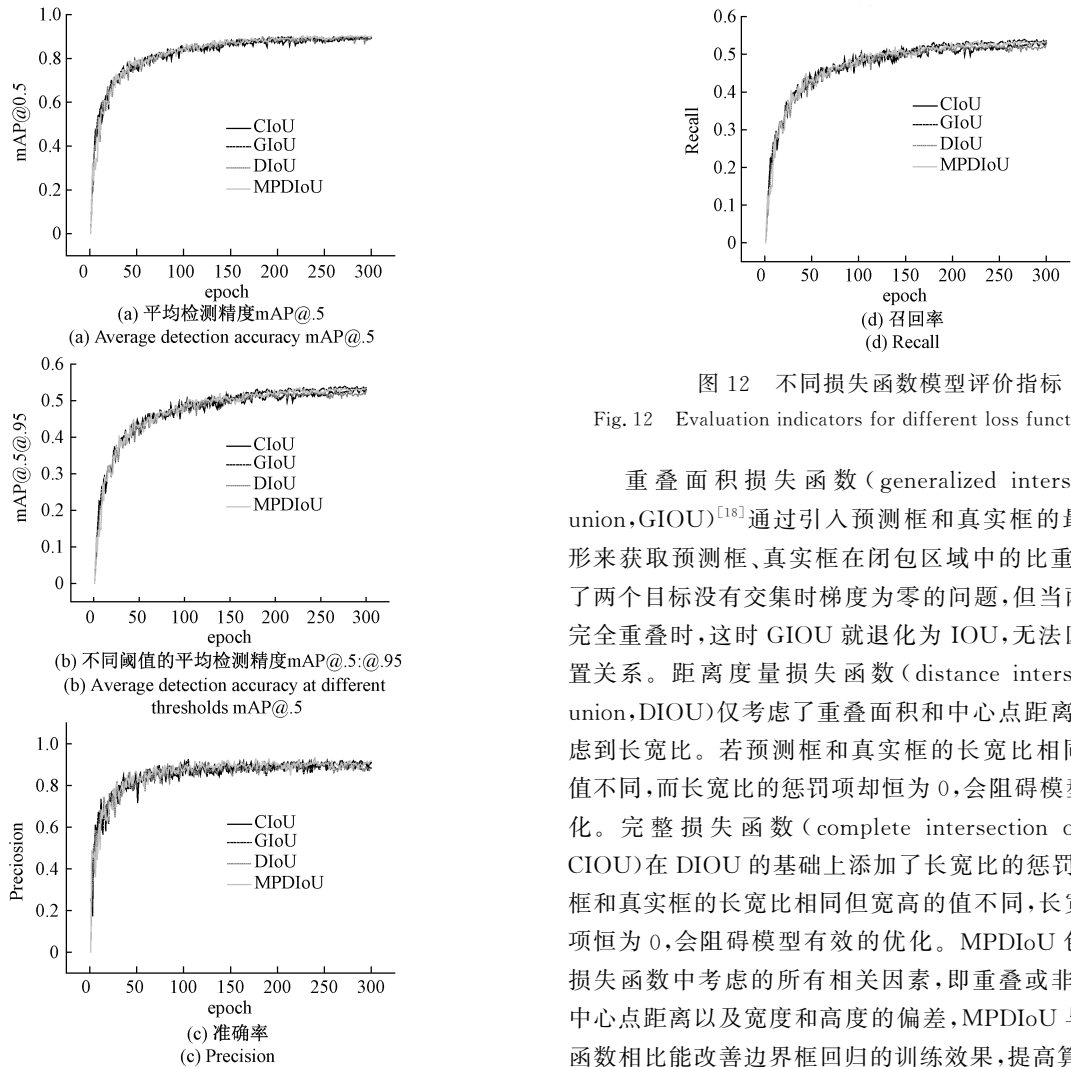 1.0
0.8
0.6
0.4
0.2
0
mAP@0.5
CIoU
GIoU
DIoU
MPDIoU
0 50 100 150 200 250 300
epoch
(a) 平均检测精度mAP@.5
(a) Average detection accuracy mAP@.5
0.6
0.5
0.4
0.3
0.2
0.1
0
mAP@.5@.95
CIoU
GIoU
DIoU
MPDIoU
0 50 100 150 200 250 300
epoch
(b) 不同阈值的平均检测精度mAP@.5:@.95
(b) Average detection accuracy at different
thresholds mAP@.5
1.0
0.8
0.6
0.4
0.2
0
Preciosion
CIoU
GIoU
DIoU
MPDIoU
0 50 100 150 200 250 300
epoch
(c) 准确率
(c) Precision
0.6
0.5
0.4
0.3
0.2
0.1
0
Recall
CIoU
GIoU
DIoU
MPDIoU
0 50 100 150 200 250 300
(d) 召回率
(d) Recall
图 12 不同损失函数模型评价指标
Fig. 12 Evaluation indicators for different loss funct
重叠面积损失函数(generalized inters
union,GIOU)[18]通过引入预测框和真实框的最
形来获取预测框、真实框在闭包区域中的比重
了两个目标没有交集时梯度为零的问题,但当两
完全重叠时,这时 GIOU 就退化为 IOU,无法区
置关系。距离度量损失函数(distance inters
union,DIOU)仅考虑了重叠面积和中心点距离
虑到长宽比。若预测框和真实框的长宽比相同
值不同,而长宽比的惩罚项却恒为 0,会阻碍模型
化。完整损失函数(complete intersection o
CIOU)在 DIOU 的基础上添加了长宽比的惩罚
框和真实框的长宽比相同但宽高的值不同,长宽
项恒为 0,会阻碍模型有效的优化。MPDIoU
损失函数中考虑的所有相关因素,即重叠或非
中心点距离以及宽度和高度的偏差,MPDIoU 与
函数相比能改善边界框回归的训练效果,提高算